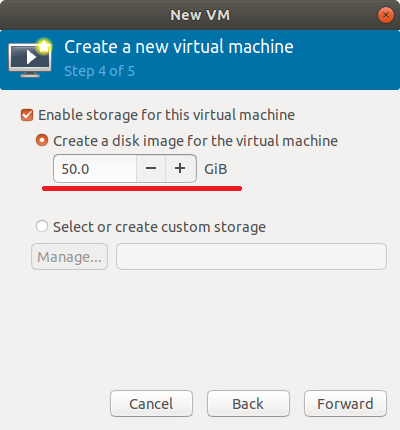 New VM
Create a new virtual machine
Step 4 of 5
Enable storage for this virtual machine
Create a disk image for the virtual machine
50.0 − + GiB
Select or create custom storage
Manage...
Cancel Back Forward